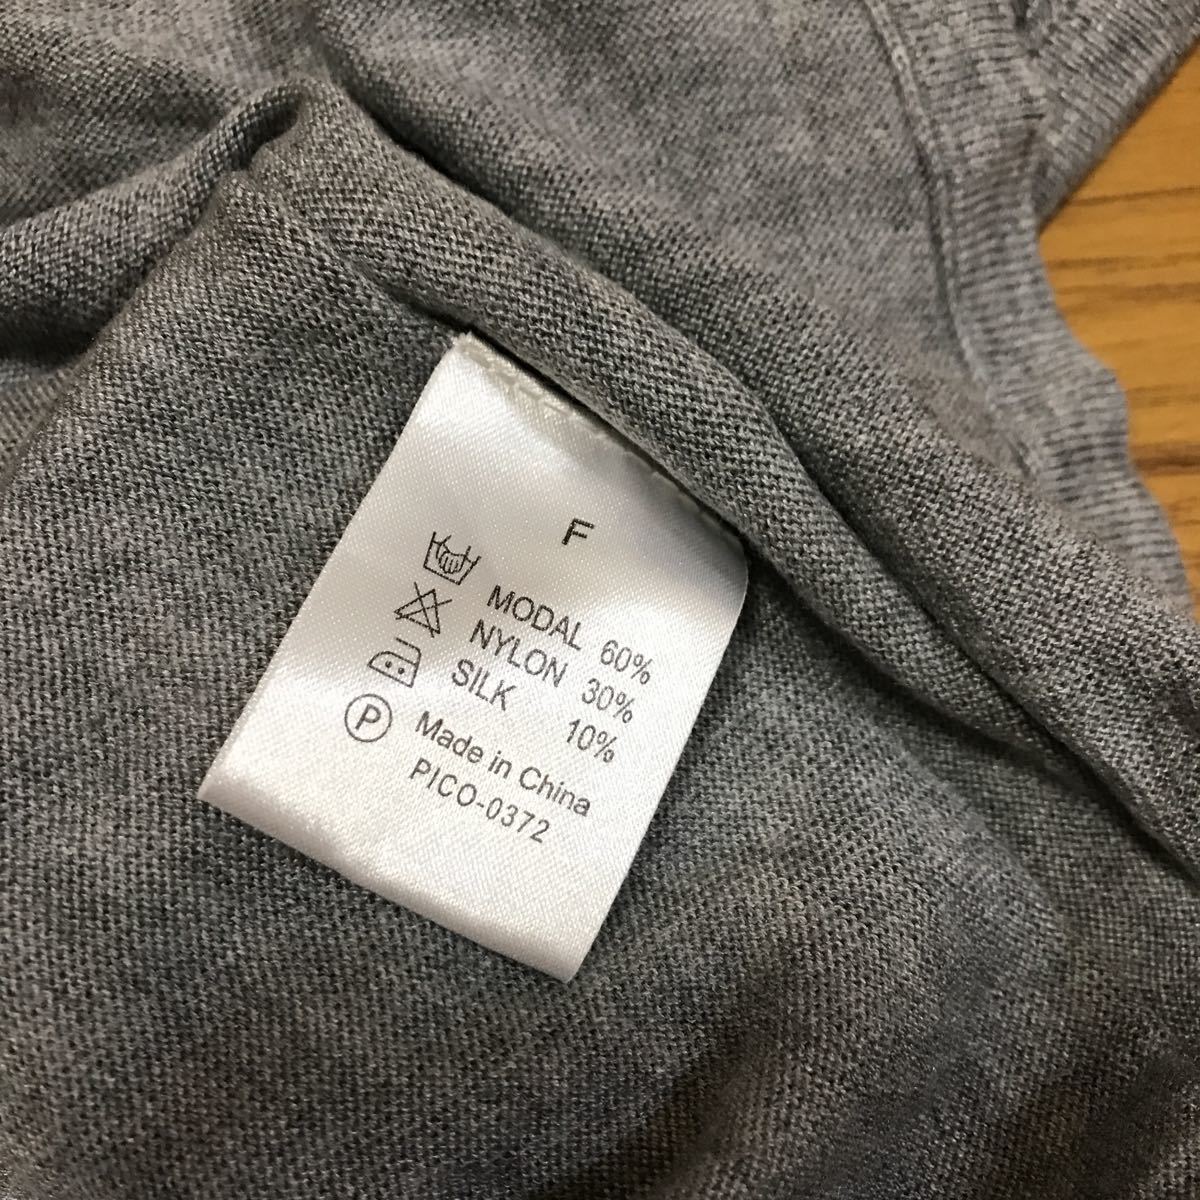 F
MODAL 60%
NYLON 30%
SILK 10%
P
Made in China
PICO-0372